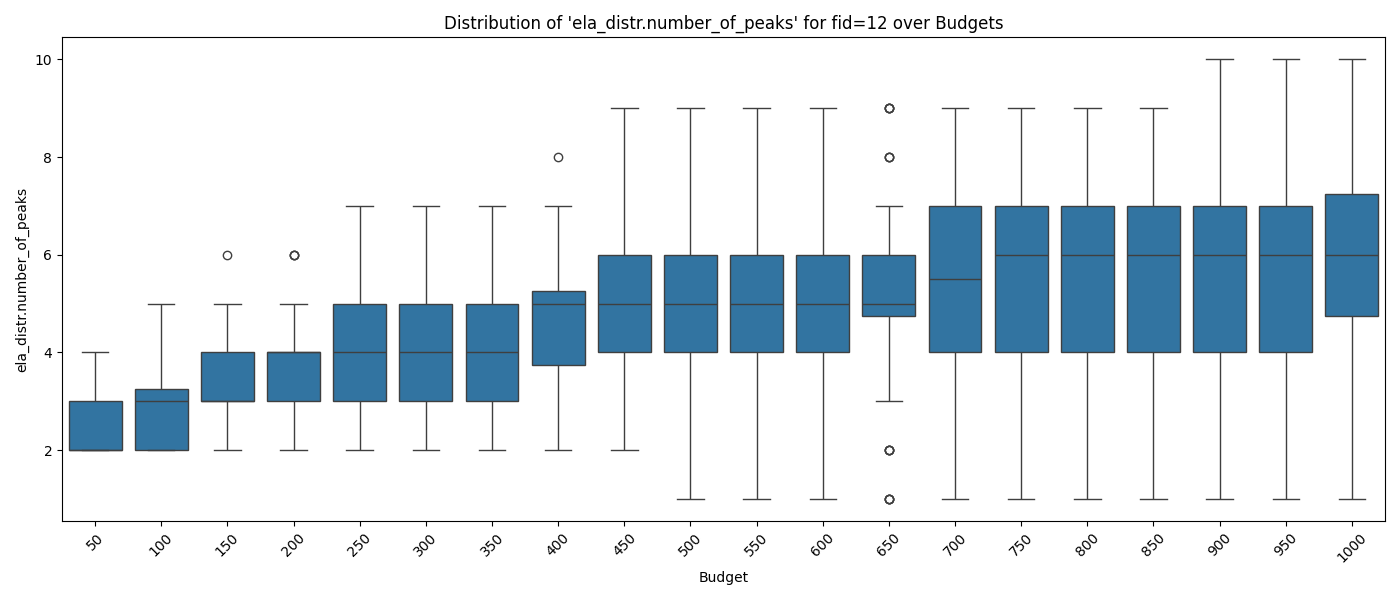 Distribution of 'ela_distr.number_of_peaks' for fid=12 over Budgets
ela_distr.number_of_peaks
10
8
6
4
2
50 100 150 200 250 300 350 400 450 500 550 600 650 700 750 800 850 900 950 1000
Budget